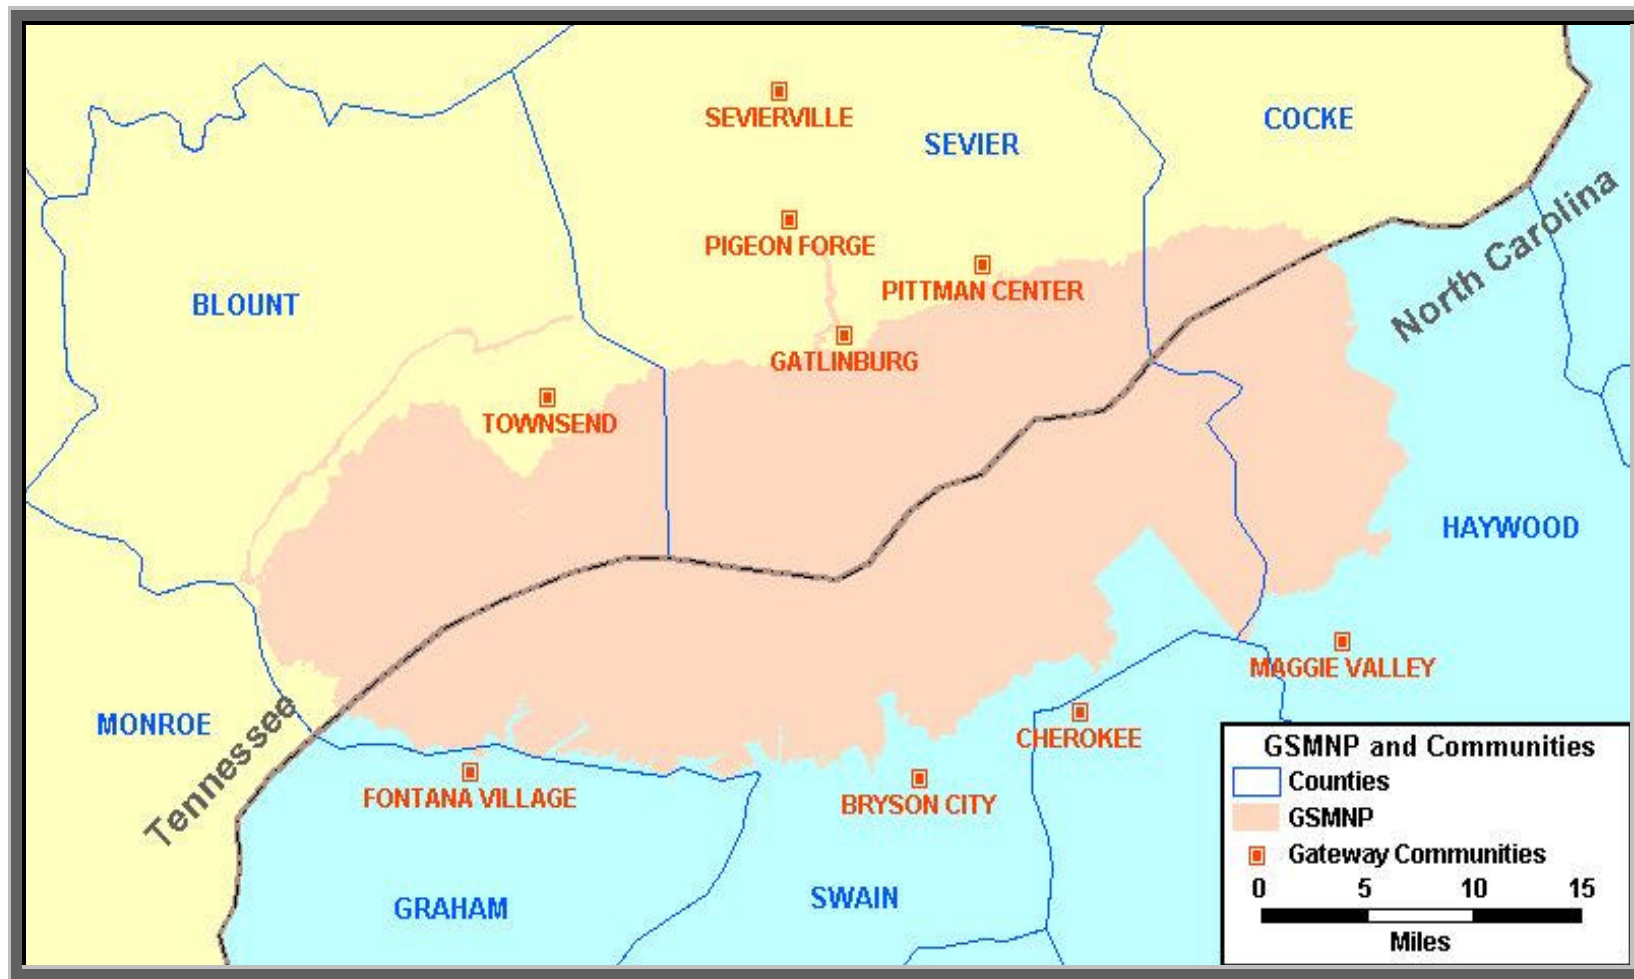 SEVIERVILLE
SEVIER
COCKE
PIGEON FORGE
PITTMAN CENTER
North Carolina
BLOUNT
GATLINBURG
TOWNSEND
HAYWOOD
MAGGIE VALLEY
MONROE
Tennessee
CHEROKEE
FONTANA VILLAGE
BRYSON CITY
GRAHAM
SWAIN
GSMNP and Communities
Counties
GSMNP
Gateway Communities
0 5 10 15
Miles